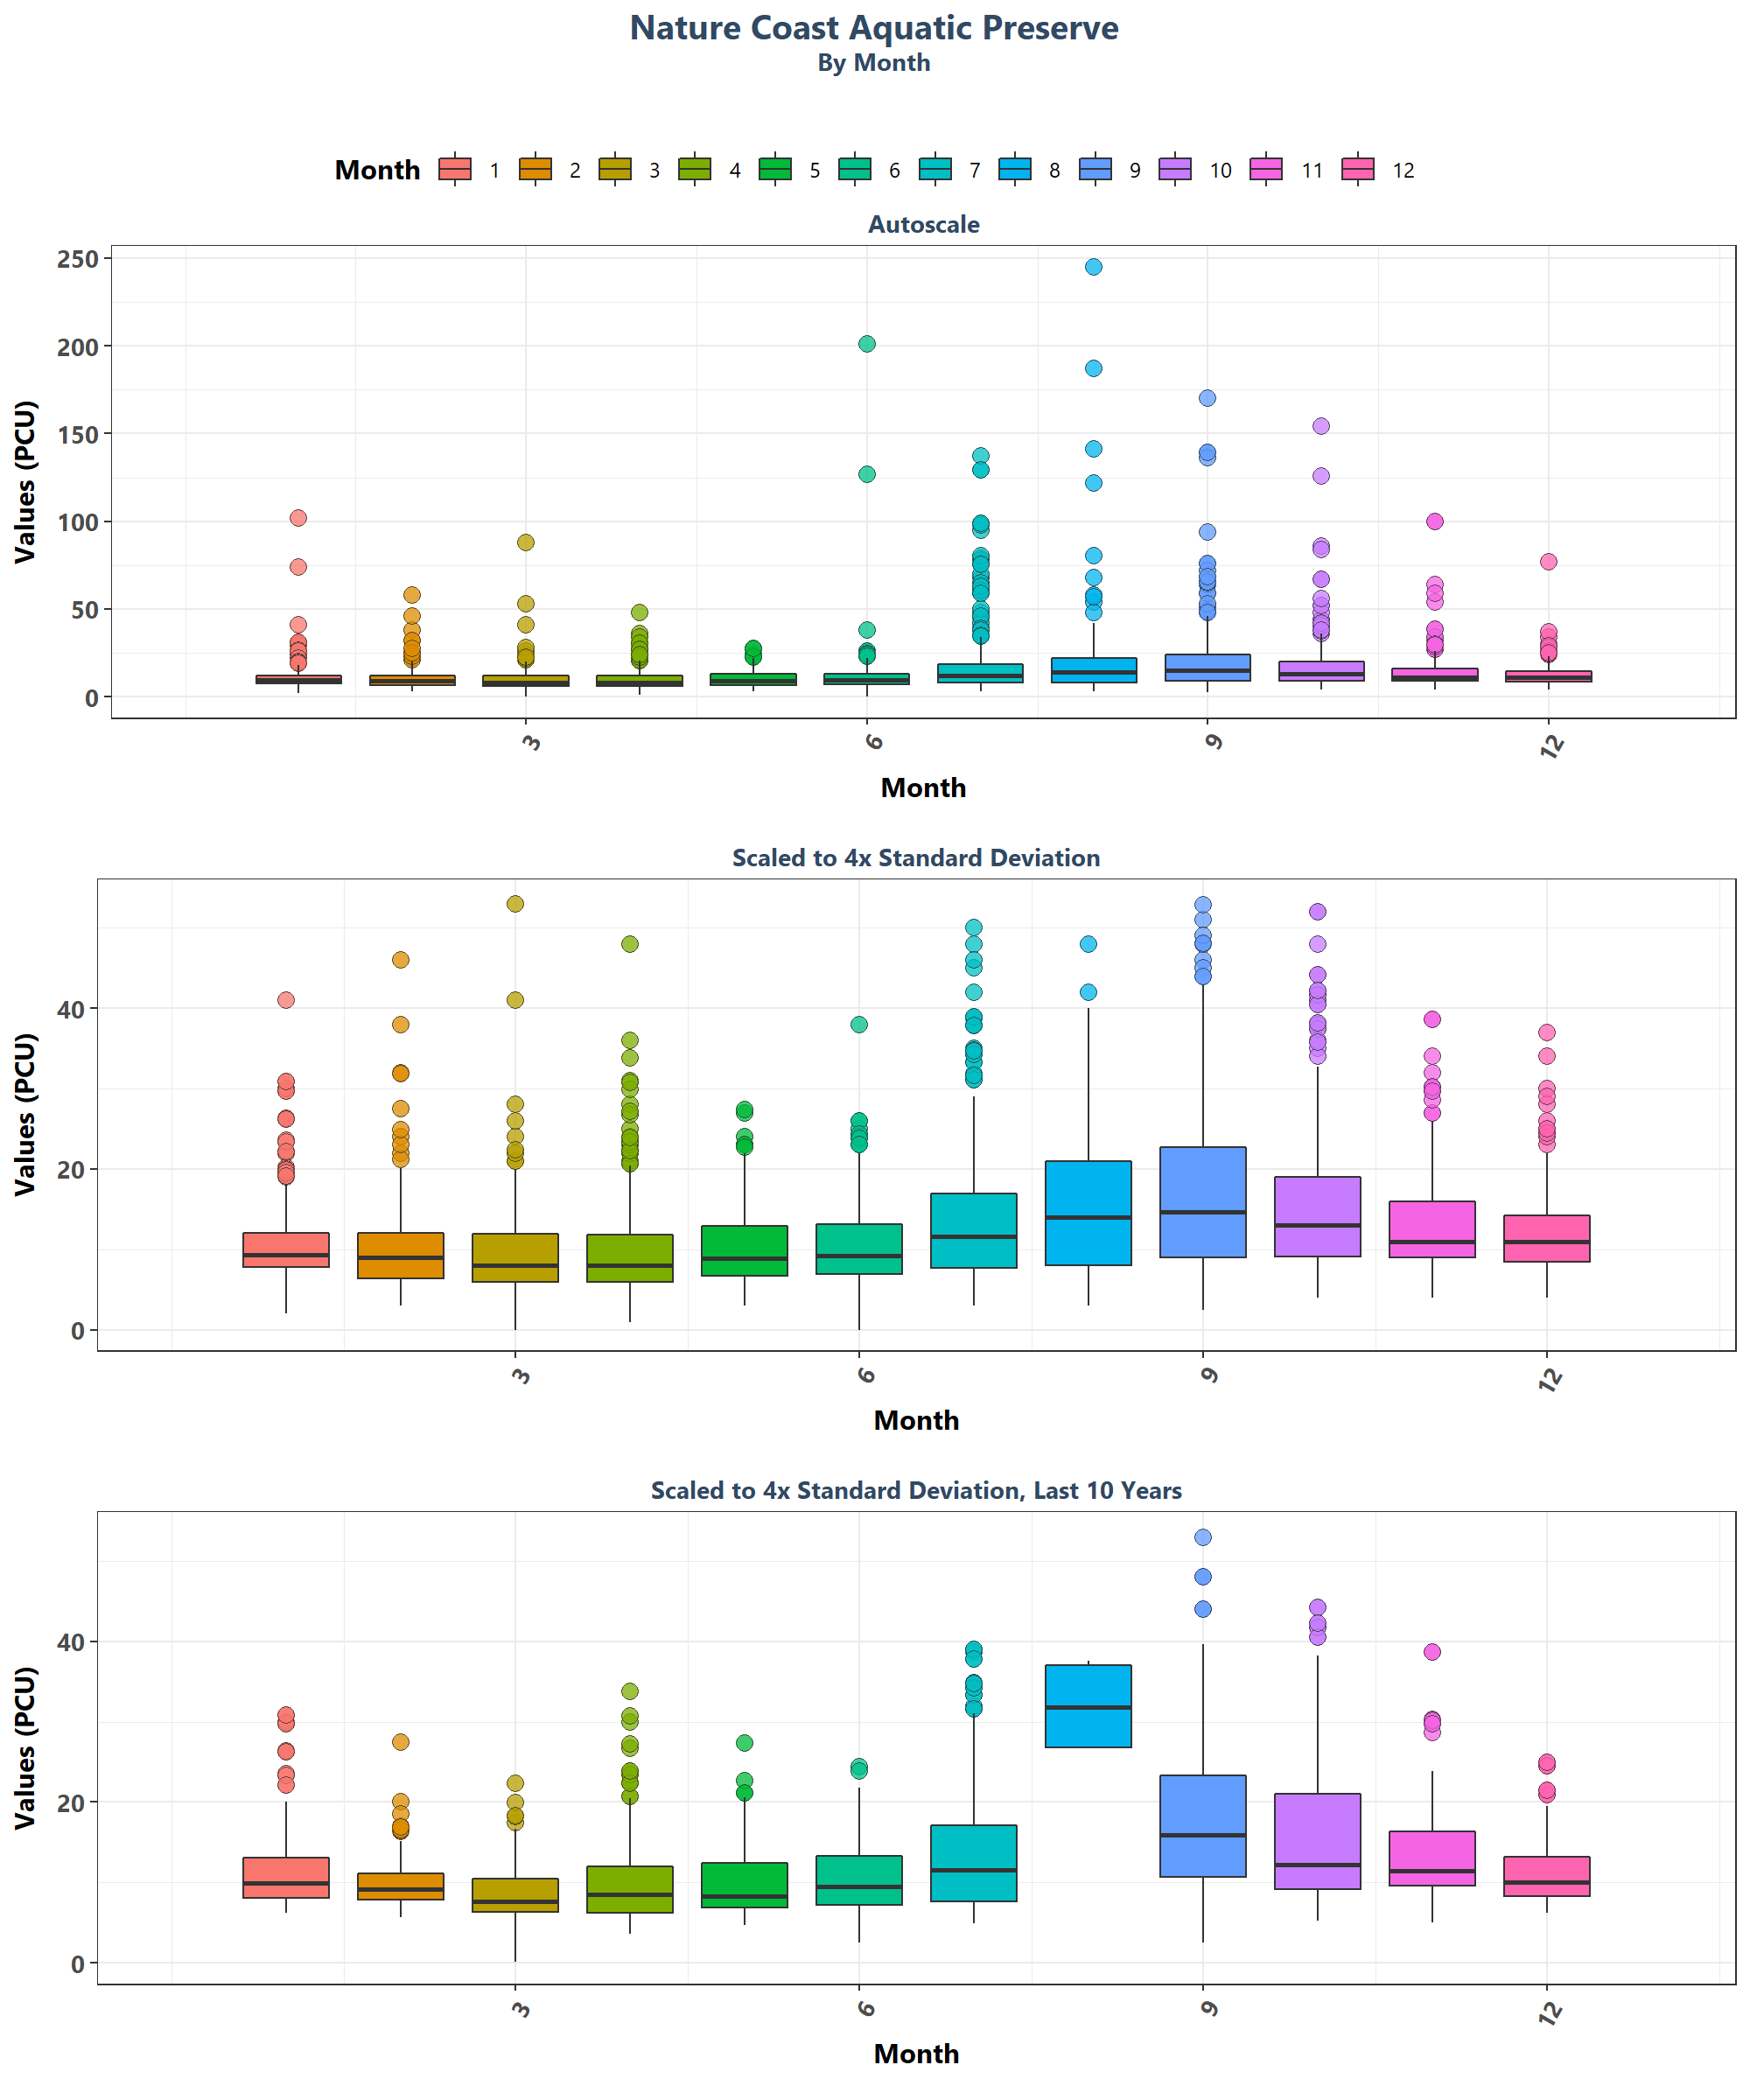 Nature Coast Aquatic Preserve
By Month
Month 1 2 3 4 5 6 7 8 9 10 11 12
Autoscale
Values (PCU)
250
200
150
100
50
0
3 6 9 12
Month
Scaled to 4x Standard Deviation
Values (PCU)
40
20
0
3 6 9 12
Month
Scaled to 4x Standard Deviation, Last 10 Years
Values (PCU)
40
20
0
3 6 9 12
Month